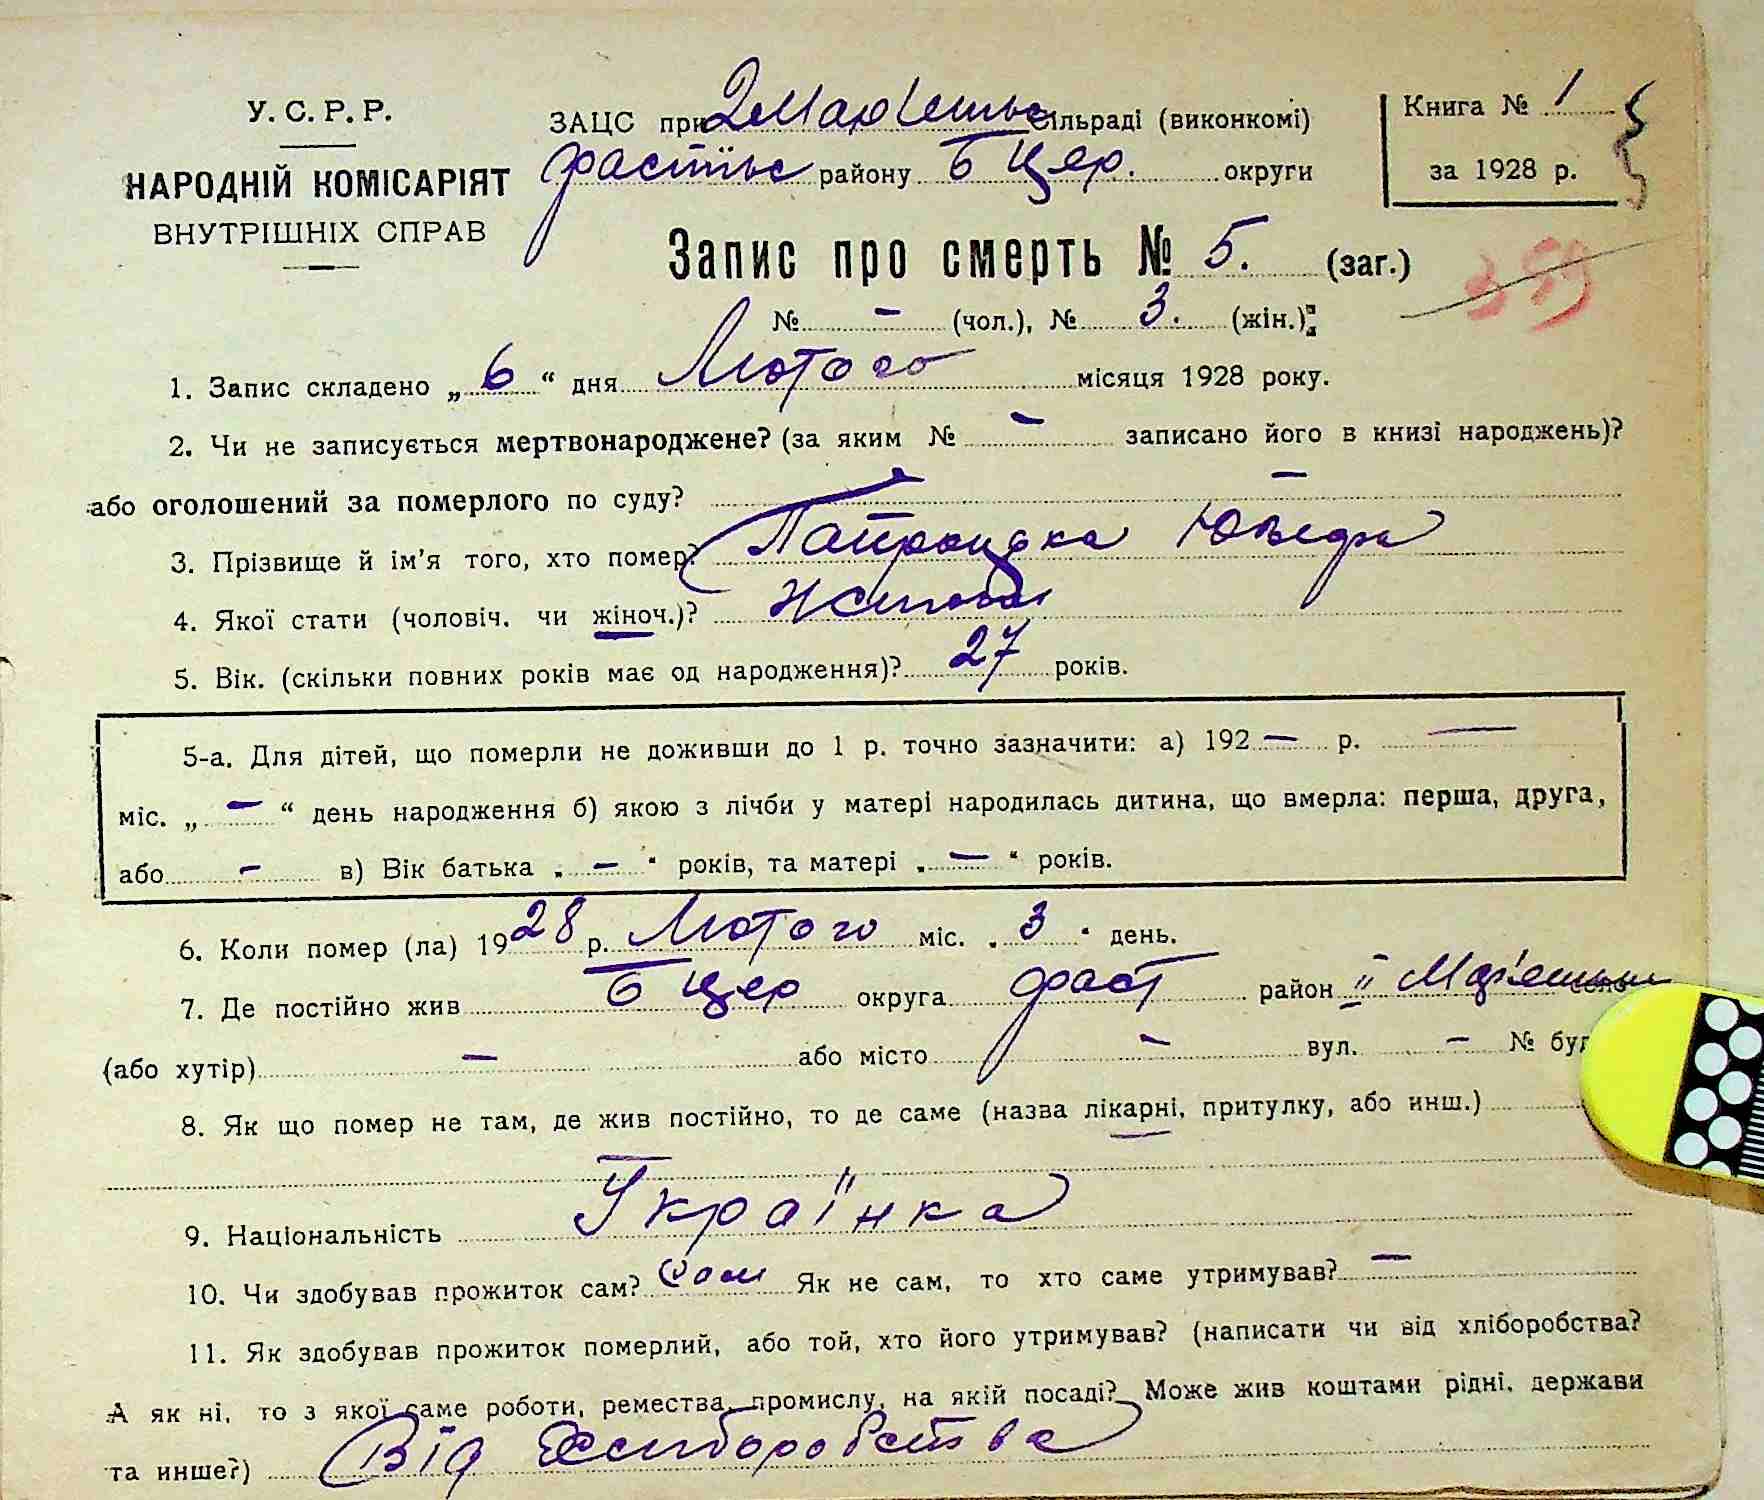 У.С.Р.Р.
НАРОДНІЙ КОМІСАРІЯТ
ВНУТРІШНІХ СПРАВ
ЗАЦС при сільраді (виконкомі)
району Б Цер. округи
Книга № 1
за 1928 р.
Запис про смерть № 5. (заг.)
359
№ - (чол.), № 3. (жін.)
1. Запис складено „6“ дня Лютого місяця 1928 року.
2. Чи не записується мертвонароджене? (за яким № - записано його в книзі народжень)?
або оголошений за померлого по суду? -
3. Прізвище й ім'я того, хто помер?
4. Якої стати (чоловіч. чи жіноч.)?
5. Вік. (скільки повних років має од народження)? 27 років.
5-а. Для дітей, що померли не доживши до 1 р. точно зазначити: а) 192 - р. -
міс. „ - “ день народження б) якою з лічби у матері народилась дитина, що вмерла: перша, друга,
або - в) Вік батька „ - “ років, та матері „ - “ років.
6. Коли помер (ла) 1928 р. Лютого міс. „3“ день.
7. Де постійно жив Б Цер округа Фаст район II село
(або хутір) - або місто - вул. - № буд
8. Як що помер не там, де жив постійно, то де саме (назва лікарні, притулку, або инш.)
9. Національність Українка
10. Чи здобував прожиток сам? Сам Як не сам, то хто саме утримував? -
11. Як здобував прожиток померлий, або той, хто його утримував? (написати чи від хліборобства?
А як ні, то з якої саме роботи, ремества, промислу, на якій посаді? Може жив коштами рідні, держави
та инше?) Від Хліборобства